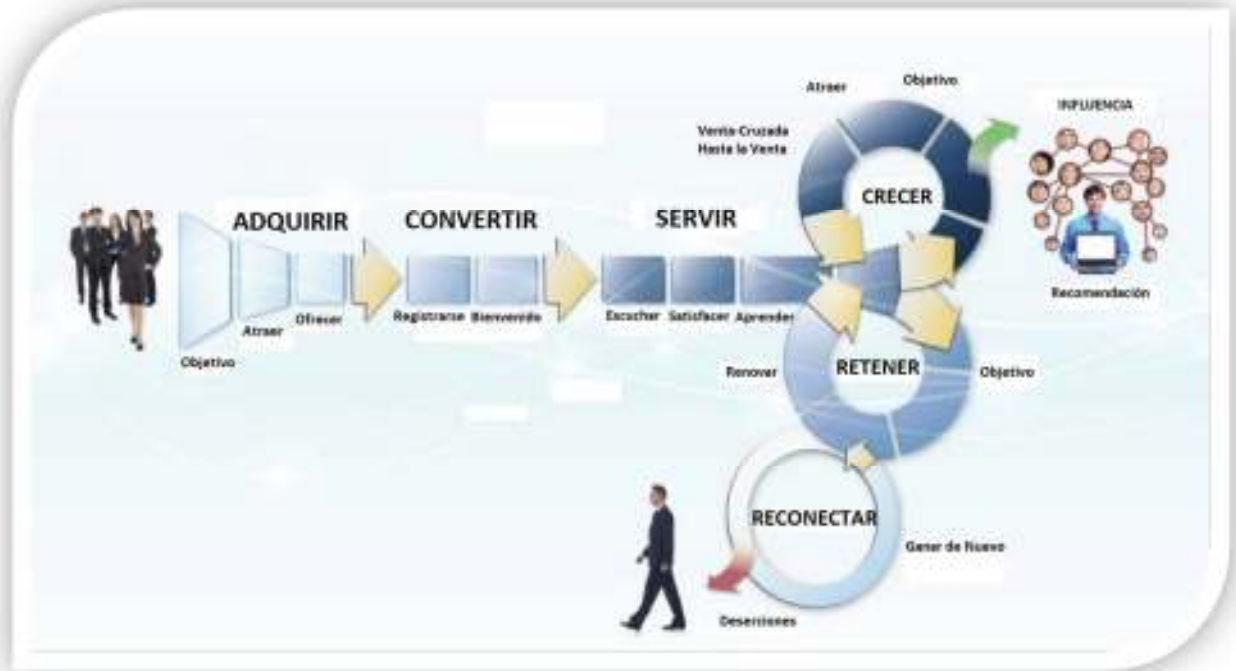 Atraer
Objetivo
INFLUENCIA
Venta-Cruzada
Hasta la Venta
CRECER
ADQUIRIR
CONVERTIR
SERVIR
Recomendación
Registrarse
Bienvenido
Escuchar
Satisfacer
Aprender
Ofrecer
Atraer
Objetivo
Renovar
RETENER
Objetivo
RECONECTAR
Ganar de Nuevo
Deserciones